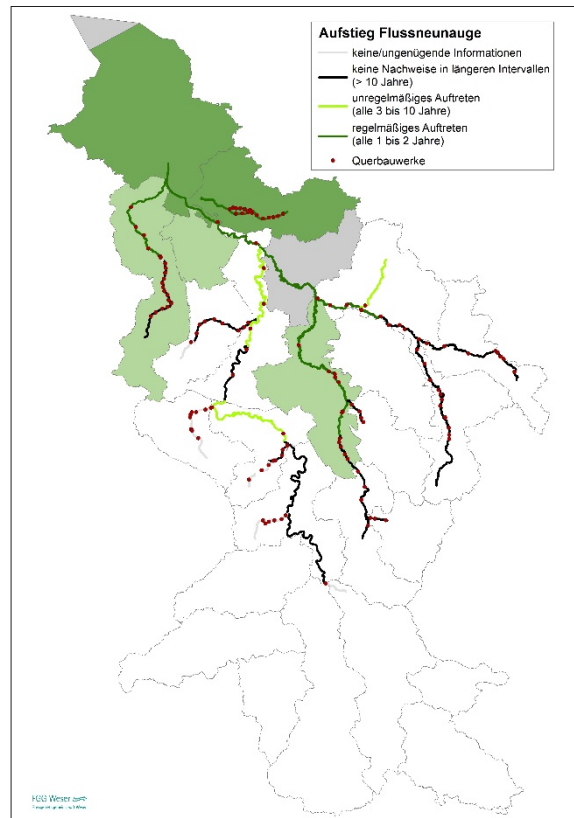 Aufstieg Flussneunauge
keine/ungenügende Informationen
keine Nachweise in längeren Intervallen
(> 10 Jahre)
unregelmäßiges Auftreten
(alle 3 bis 10 Jahre)
regelmäßiges Auftreten
(alle 1 bis 2 Jahre)
Querbauwerke
FGG Weser